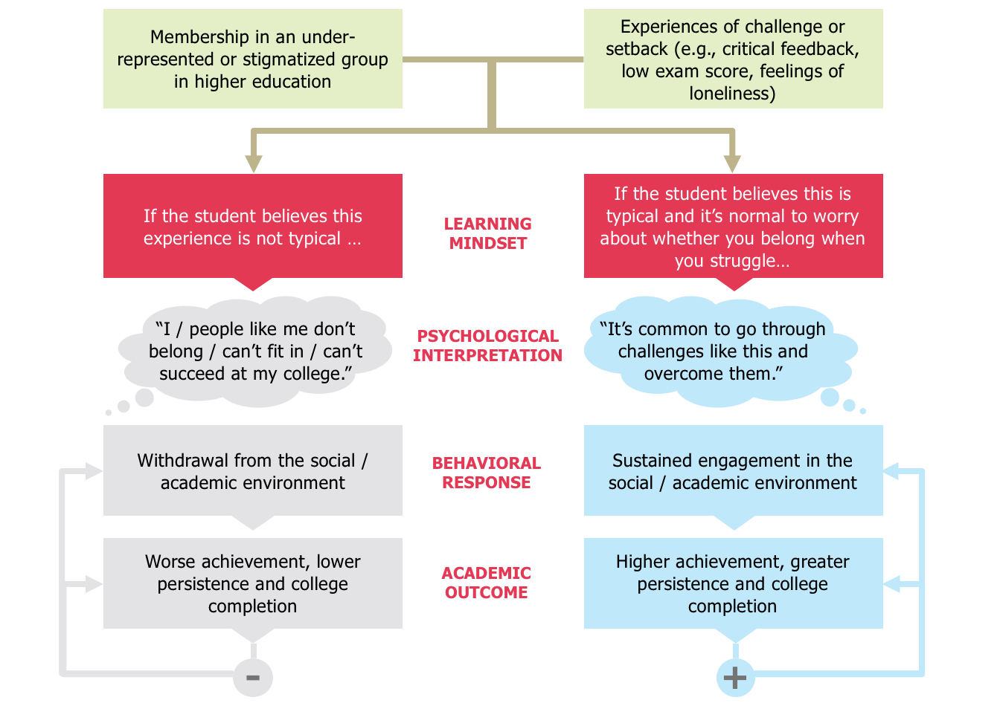 Membership in an under-
represented or stigmatized group
in higher education
Experiences of challenge or
setback (e.g., critical feedback,
low exam score, feelings of
loneliness)
If the student believes this
experience is not typical ...
LEARNING
MINDSET
If the student believes this is
typical and it’s normal to worry
about whether you belong when
you struggle…
“I / people like me don’t
belong / can’t fit in / can’t
succeed at my college.”
PSYCHOLOGICAL
INTERPRETATION
“It’s common to go through
challenges like this and
overcome them.”
Withdrawal from the social /
academic environment
BEHAVIORAL
RESPONSE
Sustained engagement in the
social / academic environment
Worse achievement, lower
persistence and college
completion
ACADEMIC
OUTCOME
Higher achievement, greater
persistence and college
completion
-
+